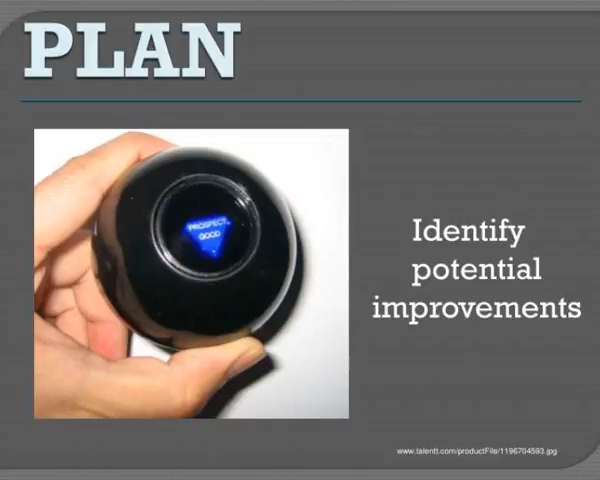 PLAN
PROSPECT
GOOD
Identify
potential
improvements
www.talentt.com/productFile/1196704593.jpg